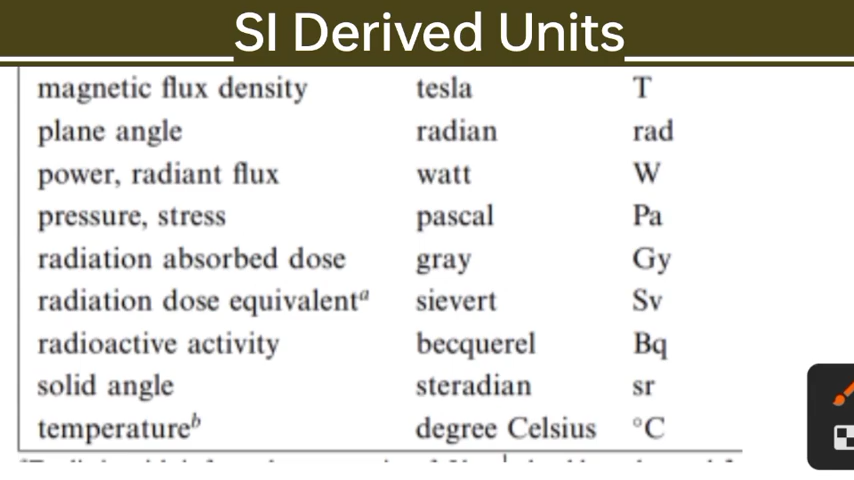 SI Derived Units
magnetic flux density tesla T
plane angle radian rad
power, radiant flux watt W
pressure, stress pascal Pa
radiation absorbed dose gray Gy
radiation dose equivalentᵃ sievert Sv
radioactive activity becquerel Bq
solid angle steradian sr
temperatureᵇ degree Celsius °C